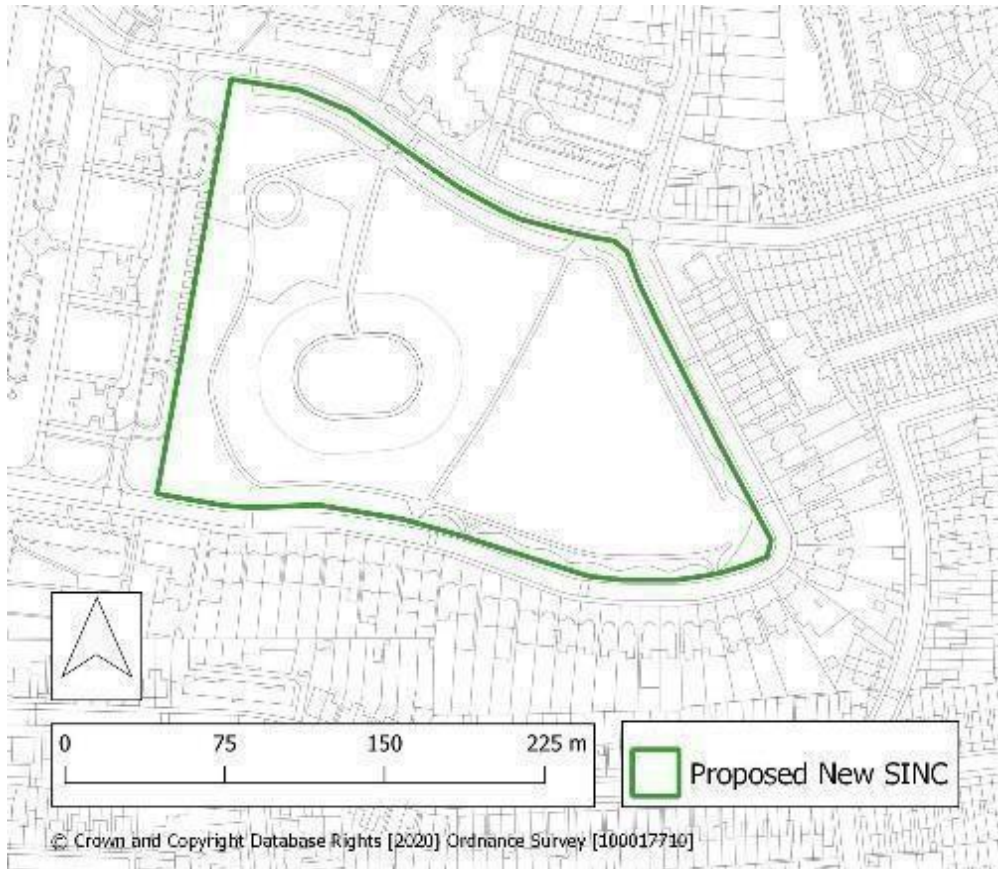 0 75 150 225 m
Proposed New SINC
© Crown and Copyright Database Rights [2020] Ordnance Survey [100017710]